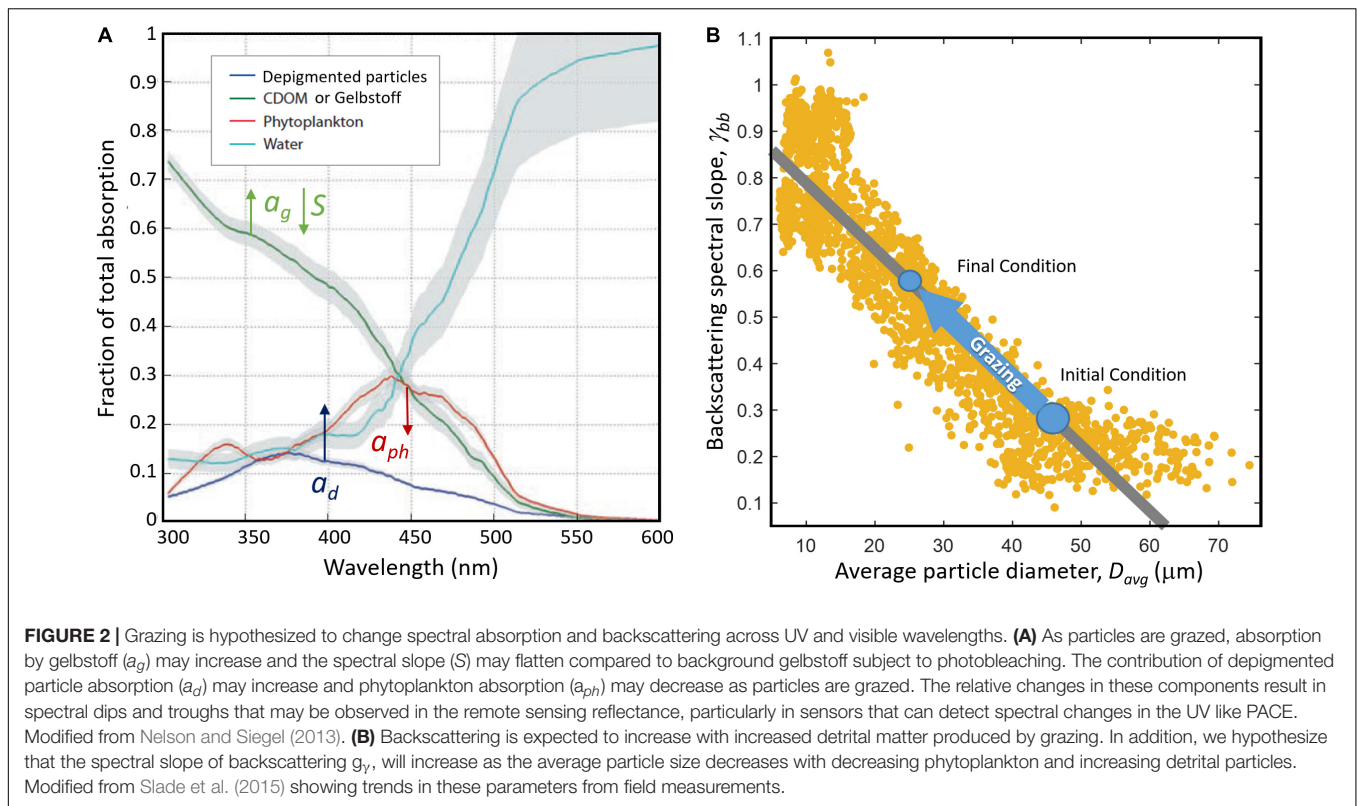 A
1
0.9
0.8
0.7
0.6
0.5
0.4
0.3
0.2
0.1
0
Fraction of total absorption
Depigmented particles
CDOM or Gelbstoff
Phytoplankton
Water
ag S
aph
ad
300 350 400 450 500 550 600
Wavelength (nm)
B
1.1
1
0.9
0.8
0.7
0.6
0.5
0.4
0.3
0.2
0.1
Backscattering spectral slope, γbb
Final Condition
Grazing
Initial Condition
10 20 30 40 50 60 70
Average particle diameter, Davg (μm)
FIGURE 2 | Grazing is hypothesized to change spectral absorption and backscattering across UV and visible wavelengths. (A) As particles are grazed, absorption
by gelbstoff (ag) may increase and the spectral slope (S) may flatten compared to background gelbstoff subject to photobleaching. The contribution of depigmented
particle absorption (ad) may increase and phytoplankton absorption (aph) may decrease as particles are grazed. The relative changes in these components result in
spectral dips and troughs that may be observed in the remote sensing reflectance, particularly in sensors that can detect spectral changes in the UV like PACE.
Modified from Nelson and Siegel (2013). (B) Backscattering is expected to increase with increased detrital matter produced by grazing. In addition, we hypothesize
that the spectral slope of backscattering gγ, will increase as the average particle size decreases with decreasing phytoplankton and increasing detrital particles.
Modified from Slade et al. (2015) showing trends in these parameters from field measurements.